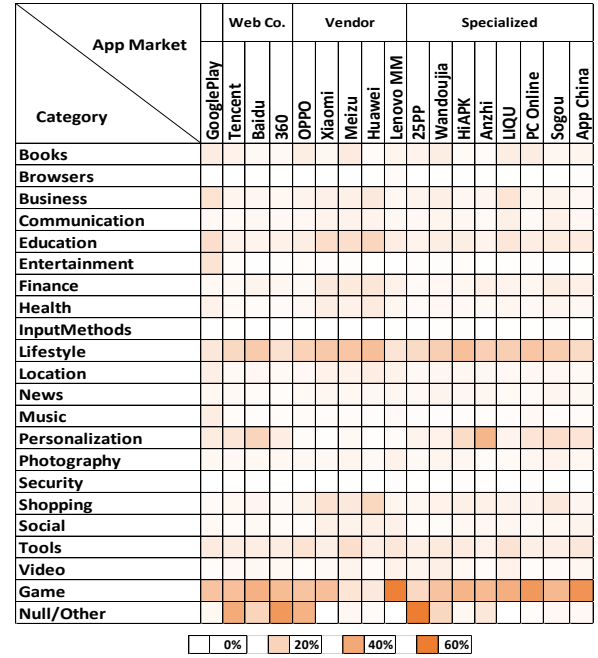 Web Co. Vendor Specialized
App Market
Category
GooglePlay Tencent Baidu 360 OPPO Xiaomi Meizu Huawei Lenovo MM 25PP Wandoujia HiAPK Anzhi LIQU PC Online Sogou App China
Books
Browsers
Business
Communication
Education
Entertainment
Finance
Health
InputMethods
Lifestyle
Location
News
Music
Personalization
Photography
Security
Shopping
Social
Tools
Video
Game
Null/Other
0% 20% 40% 60%